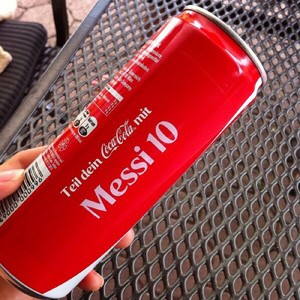 Teil dein Coca-Cola mit
Messi 10